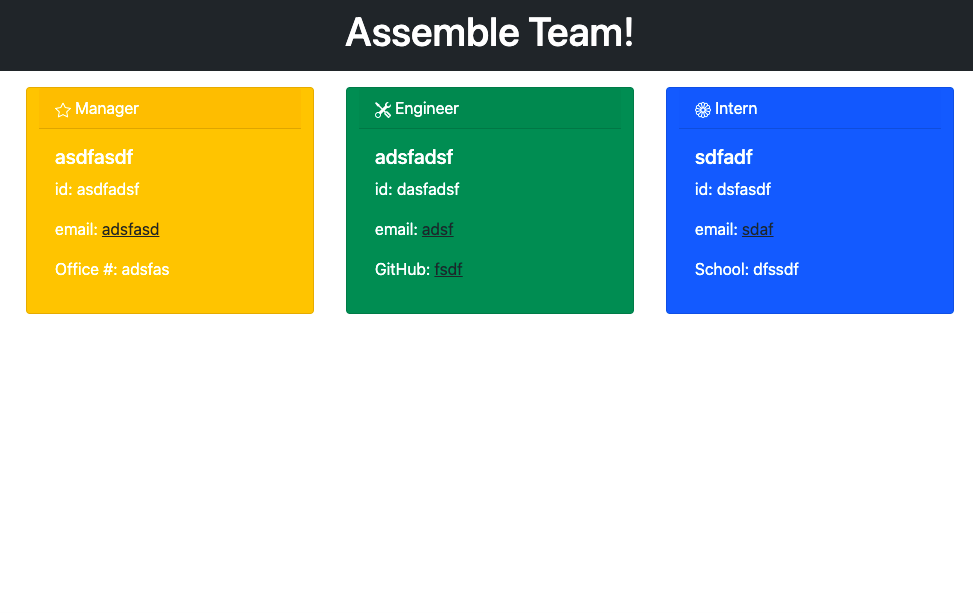 Assemble Team!
Manager
asdfasdf
id: asdfadsf
email: adsfasd
Office #: adsfas
Engineer
adsfadsf
id: dasfadsf
email: adsf
GitHub: fsdf
Intern
sdfadf
id: dsfasdf
email: sdaf
School: dfssdf